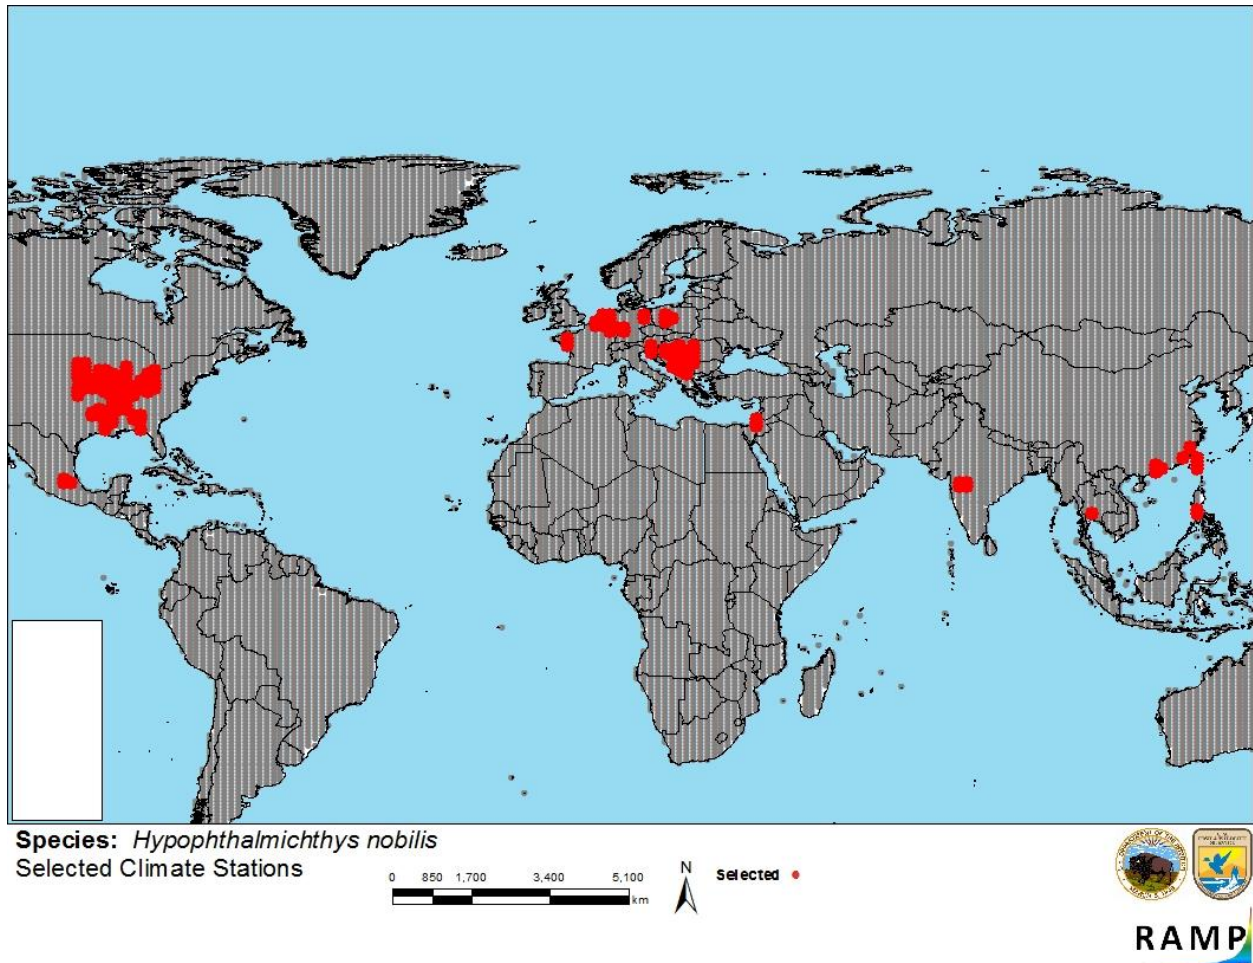 Species: Hypophthalmichthys nobilis
Selected Climate Stations
0 850 1,700 3,400 5,100
km
N
Selected
RAMP